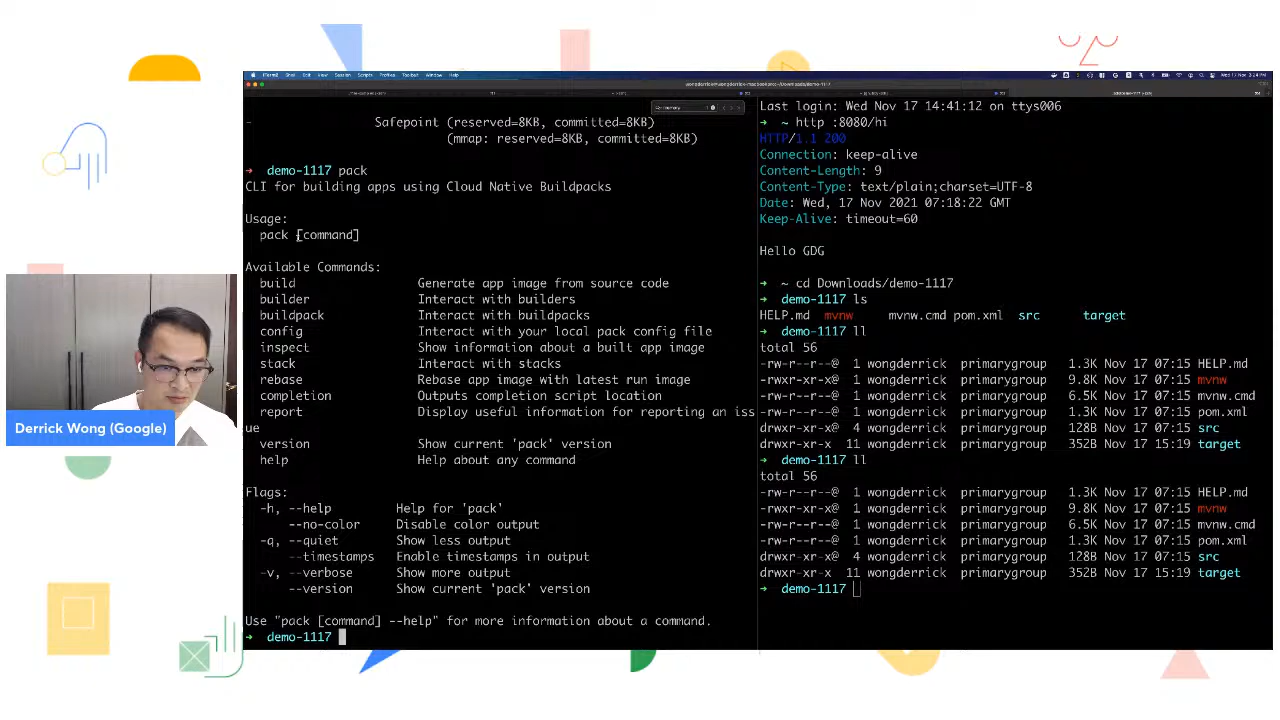 iTerm2 Shell Edit View Session Scripts Profiles Toolbelt Window Help
Wed 17 Nov 3:24 PM
Safepoint (reserved=8KB, committed=8KB)
(mmap: reserved=8KB, committed=8KB)
➜ demo-1117 pack
CLI for building apps using Cloud Native Buildpacks
Usage:
pack [command]
Available Commands:
build Generate app image from source code
builder Interact with builders
buildpack Interact with buildpacks
config Interact with your local pack config file
inspect Show information about a built app image
stack Interact with stacks
rebase Rebase app image with latest run image
completion Outputs completion script location
report Display useful information for reporting an iss
ue
version Show current 'pack' version
help Help about any command
Flags:
-h, --help Help for 'pack'
--no-color Disable color output
-q, --quiet Show less output
--timestamps Enable timestamps in output
-v, --verbose Show more output
--version Show current 'pack' version
Use "pack [command] --help" for more information about a command.
➜ demo-1117
Last login: Wed Nov 17 14:41:12 on ttys006
➜ ~ http :8080/hi
HTTP/1.1 200
Connection: keep-alive
Content-Length: 9
Content-Type: text/plain;charset=UTF-8
Date: Wed, 17 Nov 2021 07:18:22 GMT
Keep-Alive: timeout=60
Hello GDG
➜ ~ cd Downloads/demo-1117
➜ demo-1117 ls
HELP.md mvnw mvnw.cmd pom.xml src target
➜ demo-1117 ll
total 56
-rw-r--r--@ 1 wongderrick primarygroup 1.3K Nov 17 07:15 HELP.md
-rwxr-xr-x@ 1 wongderrick primarygroup 9.8K Nov 17 07:15 mvnw
-rw-r--r--@ 1 wongderrick primarygroup 6.5K Nov 17 07:15 mvnw.cmd
-rw-r--r--@ 1 wongderrick primarygroup 1.3K Nov 17 07:15 pom.xml
drwxr-xr-x@ 4 wongderrick primarygroup 128B Nov 17 07:15 src
drwxr-xr-x 11 wongderrick primarygroup 352B Nov 17 15:19 target
➜ demo-1117 ll
total 56
-rw-r--r--@ 1 wongderrick primarygroup 1.3K Nov 17 07:15 HELP.md
-rwxr-xr-x@ 1 wongderrick primarygroup 9.8K Nov 17 07:15 mvnw
-rw-r--r--@ 1 wongderrick primarygroup 6.5K Nov 17 07:15 mvnw.cmd
-rw-r--r--@ 1 wongderrick primarygroup 1.3K Nov 17 07:15 pom.xml
drwxr-xr-x@ 4 wongderrick primarygroup 128B Nov 17 07:15 src
drwxr-xr-x 11 wongderrick primarygroup 352B Nov 17 15:19 target
➜ demo-1117
Derrick Wong (Google)